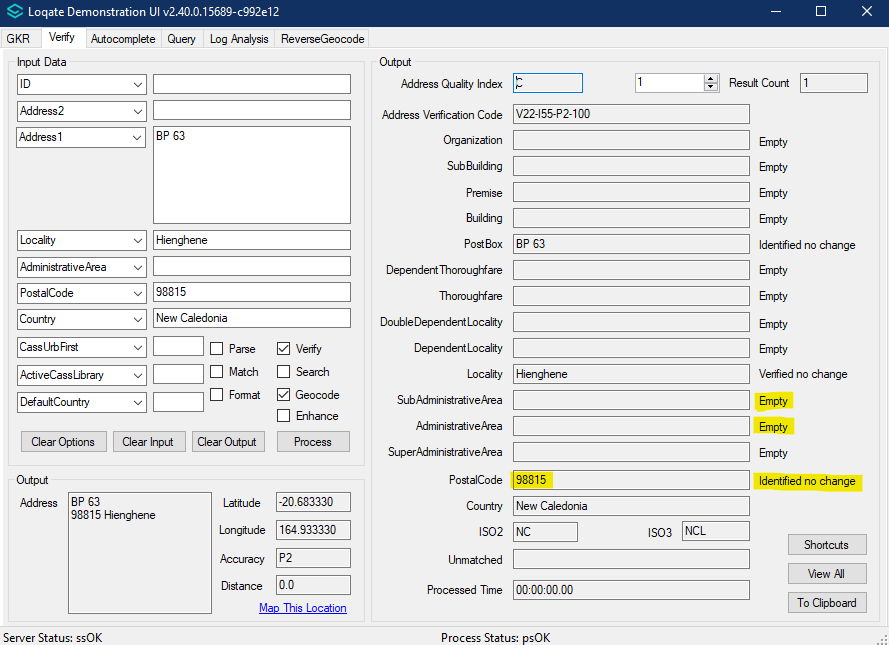 Loqate Demonstration UI v2.40.0.15689-c992e12
GKR Verify Autocomplete Query Log Analysis ReverseGeocode
Input Data
ID
Address2
Address1 BP 63
Locality Hienghene
AdministrativeArea
PostalCode 98815
Country New Caledonia
CassUrbFirst Parse Verify
ActiveCassLibrary Match Search
DefaultCountry Format Geocode
Enhance
Clear Options Clear Input Clear Output Process
Output
Address BP 63
98815 Hienghene
Latitude -20.683330
Longitude 164.933330
Accuracy P2
Distance 0.0
Map This Location
Output
Address Quality Index 1 Result Count 1
Address Verification Code V22-I55-P2-100
Organization Empty
SubBuilding Empty
Premise Empty
Building Empty
PostBox BP 63 Identified no change
DependentThoroughfare Empty
Thoroughfare Empty
DoubleDependentLocality Empty
DependentLocality Empty
Locality Hienghene Verified no change
SubAdministrativeArea Empty
AdministrativeArea Empty
SuperAdministrativeArea Empty
PostalCode 98815 Identified no change
Country New Caledonia
ISO2 NC ISO3 NCL
Unmatched
Processed Time 00:00:00.00
Shortcuts
View All
To Clipboard
Server Status: ssOK Process Status: psOK